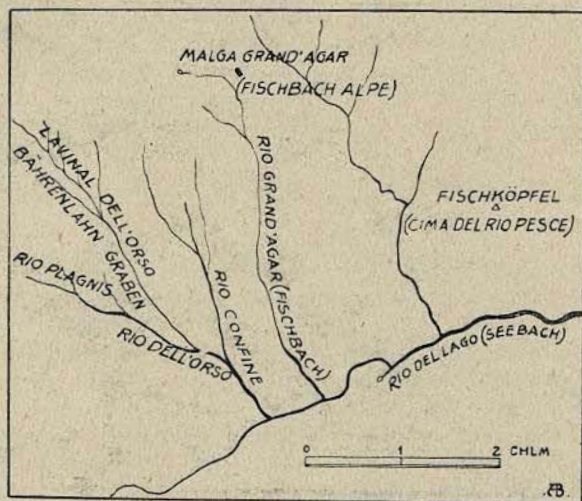 MALGA GRAND'AGAR
(FISCHBACH ALPE)
ZAVINAL DELL'ORSO
BÄHRENLAHN GRABEN
RIO GRAND'AGAR (FISCHBACH)
FISCHKÖPFEL
(CIMA DEL RIO PESCE)
RIO PLAGNIS
RIO CONFINE
RIO DELL'ORSO
RIO DEL LAGO (SEEBACH)
0 1 2 CHLM